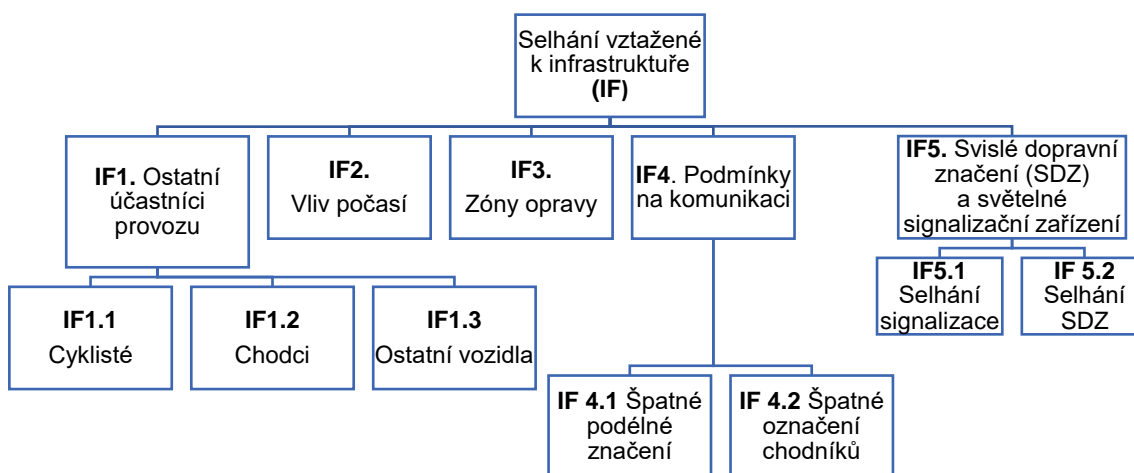 Selhání vztažené
k infrastruktuře
(IF)
IF1. Ostatní
účastníci
provozu
IF2.
Vliv počasí
IF3.
Zóny opravy
IF4. Podmínky
na komunikaci
IF5. Svislé dopravní
značení (SDZ)
a světelné
signalizační zařízení
IF1.1
Cyklisté
IF1.2
Chodci
IF1.3
Ostatní vozidla
IF5.1
Selhání
signalizace
IF 5.2
Selhání
SDZ
IF 4.1 Špatné
podélné
značení
IF 4.2 Špatné
označení
chodníků